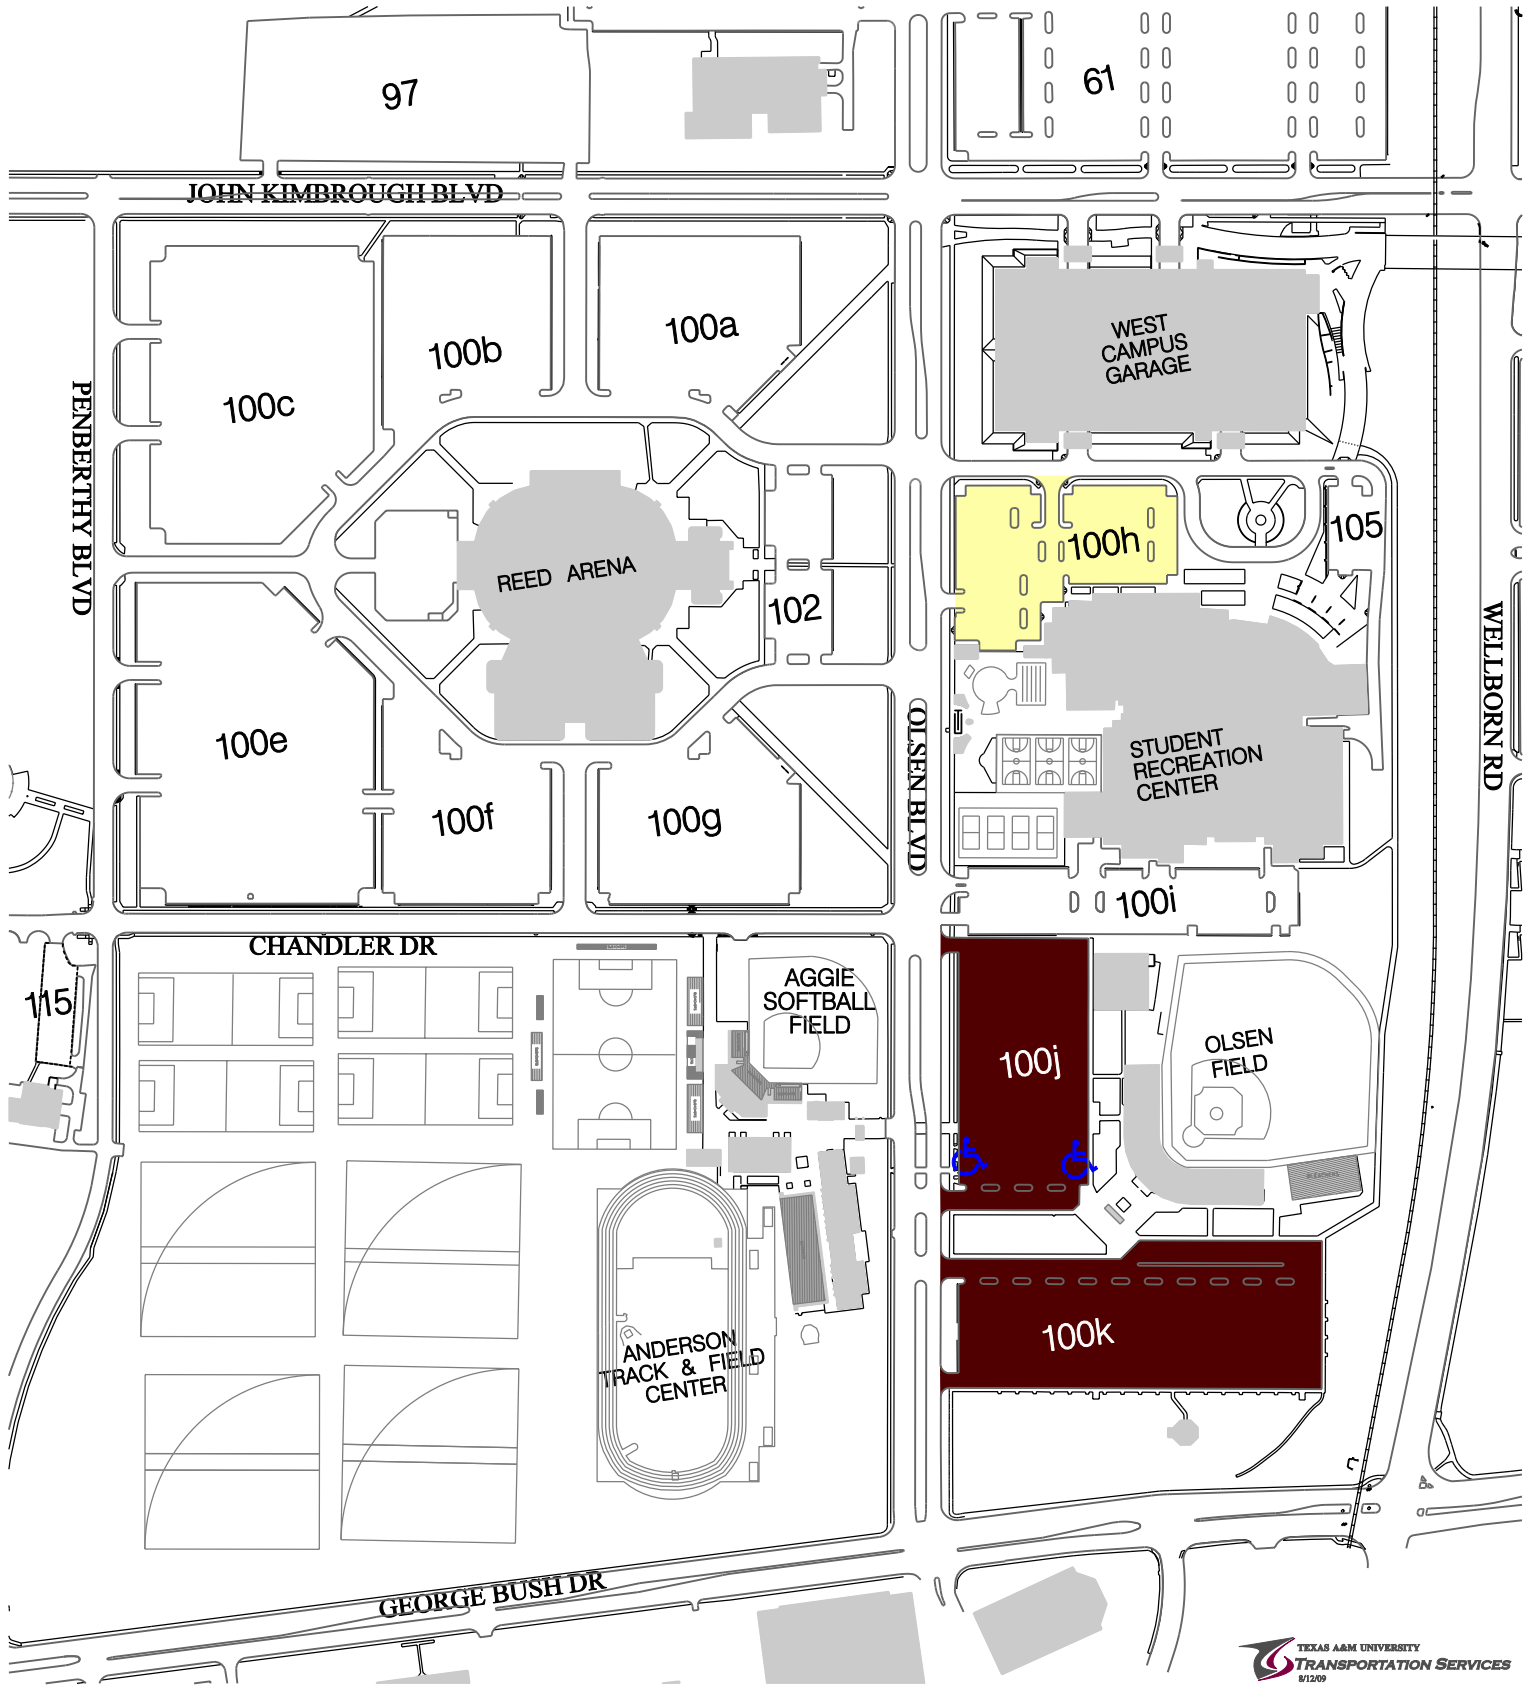 97
61
JOHN KIMBROUGH BLVD
100a
100b
100c
WEST
CAMPUS
GARAGE
PENBERTHY BLVD
100h
105
REED ARENA
102
WELLBORN RD
OLSEN BLVD
100e
STUDENT
RECREATION
CENTER
100f
100g
100i
CHANDLER DR
115
AGGIE
SOFTBALL
FIELD
100j
OLSEN
FIELD
100k
ANDERSON
TRACK & FIELD
CENTER
GEORGE BUSH DR
TEXAS A&M UNIVERSITY
TRANSPORTATION SERVICES
8/12/09